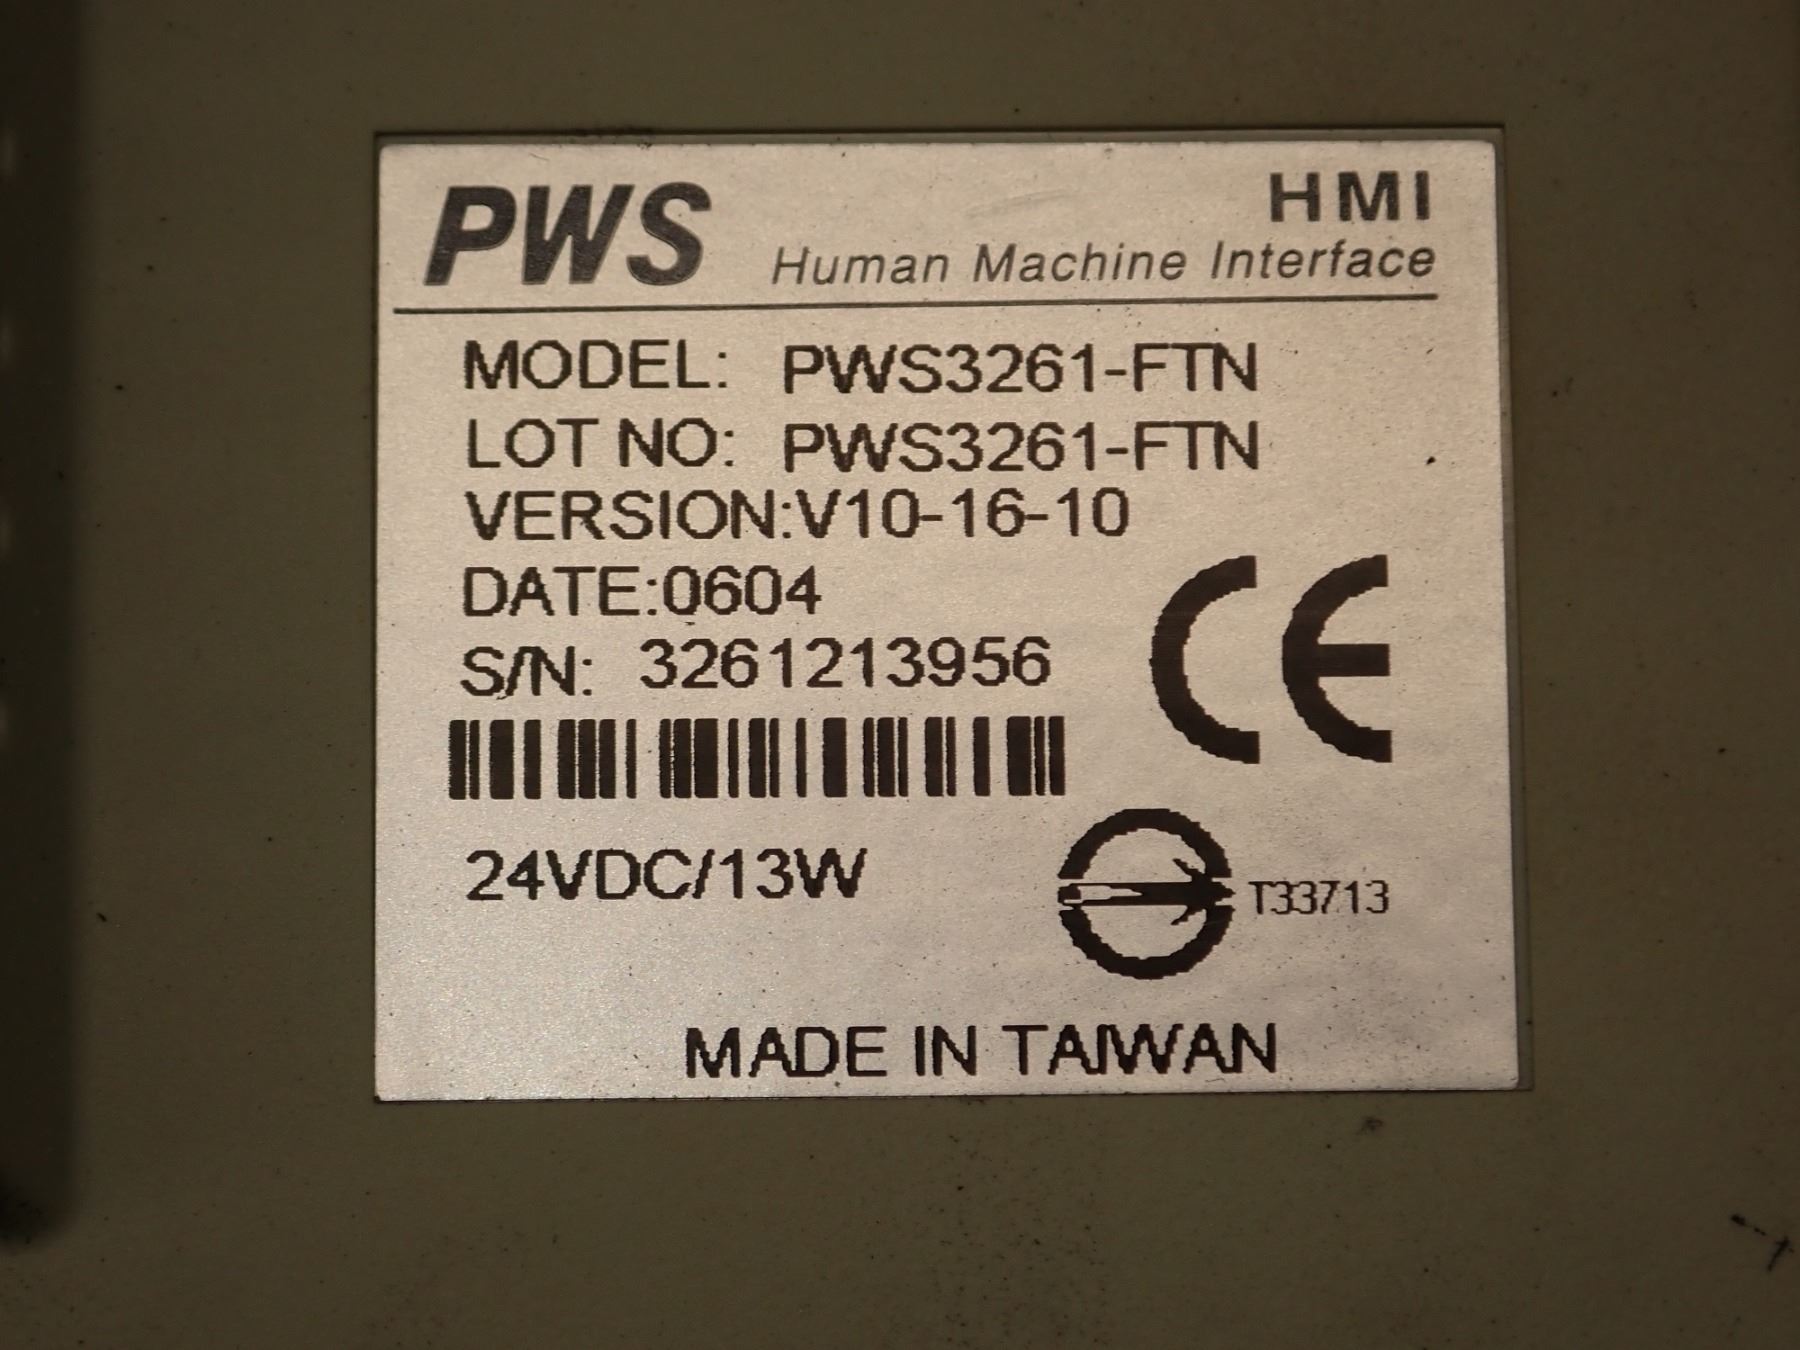 PWS
HMI
Human Machine Interface
MODEL: PWS3261-FTN
LOT NO: PWS3261-FTN
VERSION:V10-16-10
DATE:0604
S/N: 3261213956
CE
24VDC/13W
T33713
MADE IN TAIWAN